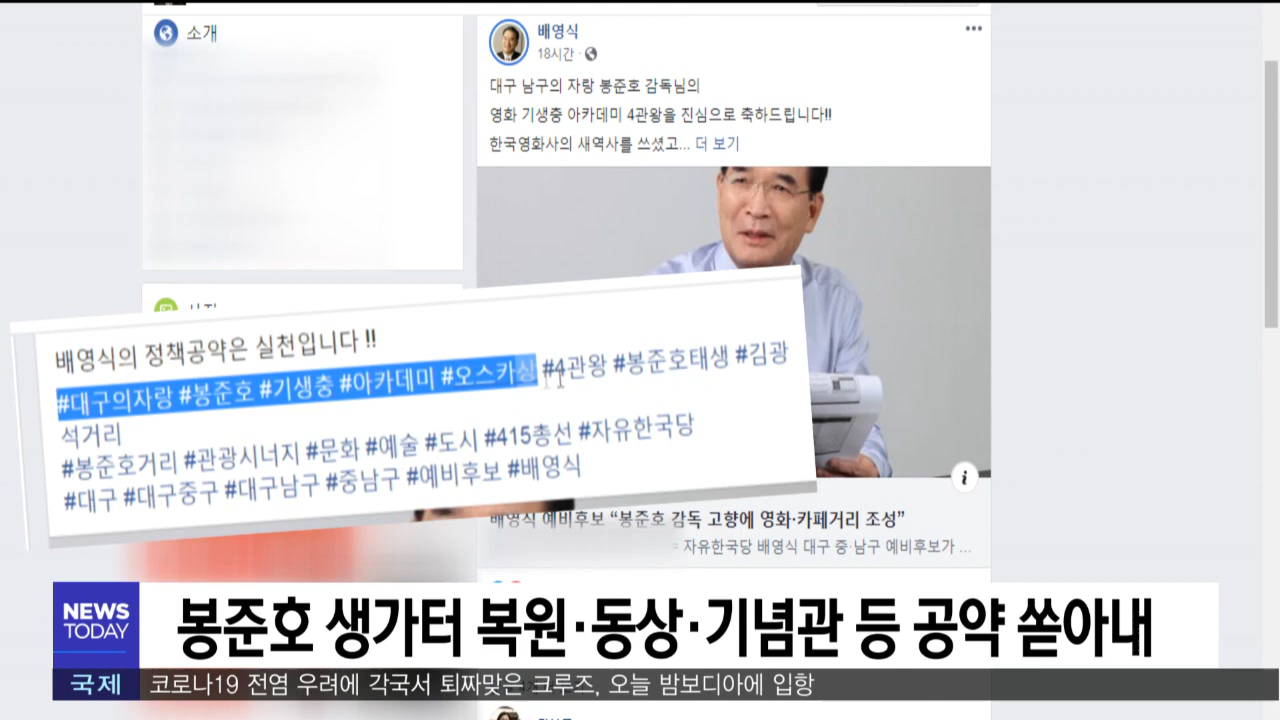 소개
배영식
18시간
대구 남구의 자랑 봉준호 감독님의
영화 기생충 아카데미 4관왕을 진심으로 축하드립니다!!
한국영화사의 새역사를 쓰셨고... 더 보기
배영식의 정책공약은 실천입니다 !!
#대구의자랑 #봉준호 #기생충 #아카데미 #오스카상 #4관왕 #봉준호태생 #김광
석거리
#봉준호거리 #관광시너지 #문화 #예술 #도시 #415총선 #자유한국당
#대구 #대구중구 #대구남구 #중남구 #예비후보 #배영식
배영식 예비후보 “봉준호 감독 고향에 영화·카페거리 조성”
= 자유한국당 배영식 대구 중·남구 예비후보가 ...
NEWS
TODAY
봉준호 생가터 복원·동상·기념관 등 공약 쏟아내
국제 코로나19 전염 우려에 각국서 퇴짜맞은 크루즈, 오늘 밤보디아에 입항